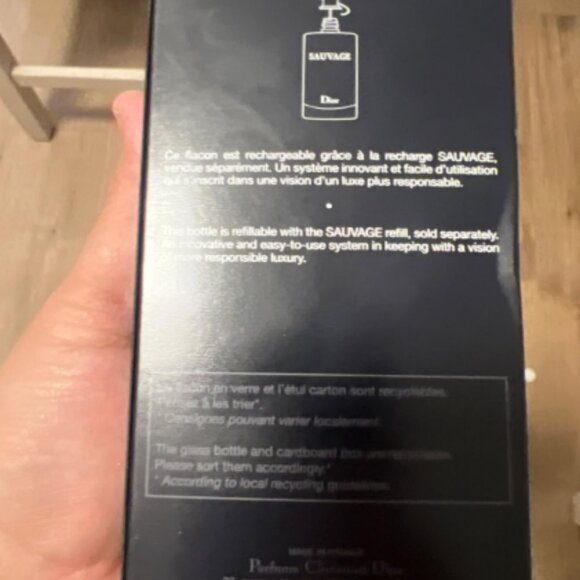 SAUVAGE
Dior
Ce flacon est rechargeable grâce à la recharge SAUVAGE,
vendue séparément. Un système innovant et facile d'utilisation
qui s'inscrit dans une vision d'un luxe plus responsable.
•
This bottle is refillable with the SAUVAGE refill, sold separately.
An innovative and easy-to-use system in keeping with a vision
of more responsible luxury.
Le flacon en verre et l'étui carton sont recyclables.
Pensez à les trier*.
* Consignes pouvant varier localement.
The glass bottle and cardboard box are recyclable.
Please sort them accordingly.*
* According to local recycling guidelines.
MADE IN FRANCE
Parfums Christian Dior